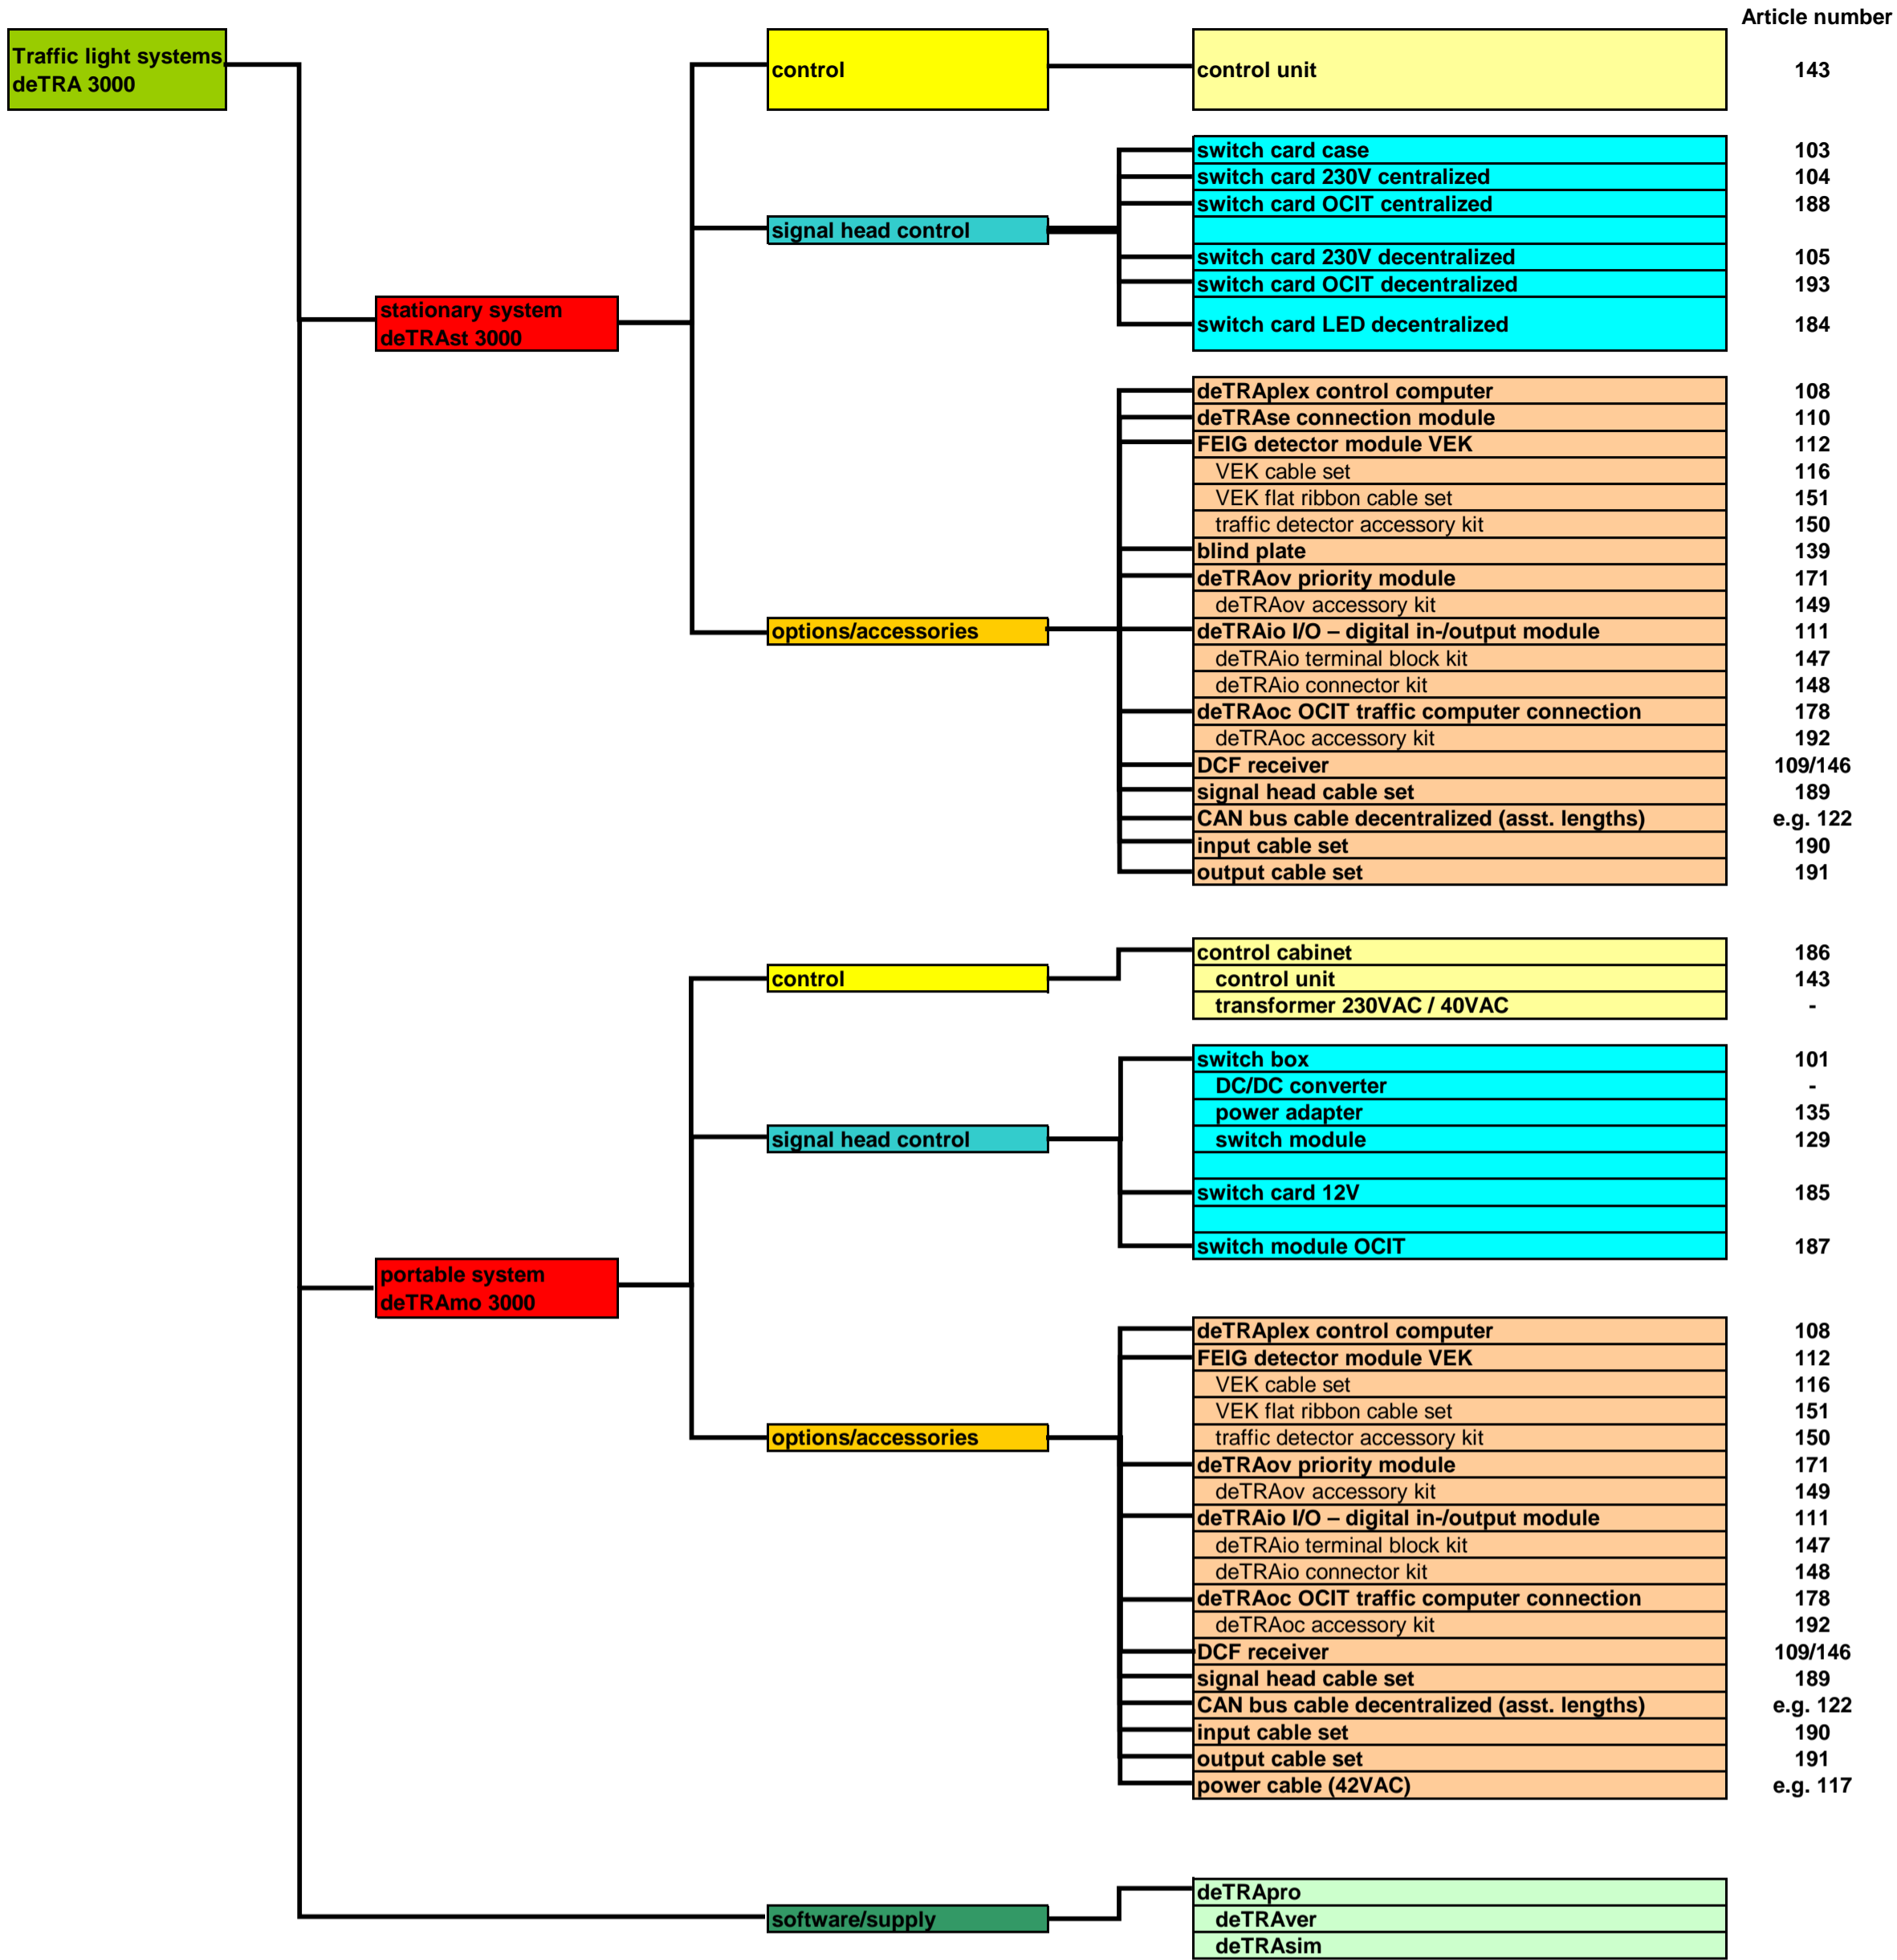 Article number
Traffic light systems
deTRA 3000
control
control unit 143
switch card case 103
switch card 230V centralized 104
switch card OCIT centralized 188
signal head control
switch card 230V decentralized 105
switch card OCIT decentralized 193
stationary system
deTRAst 3000
switch card LED decentralized 184
deTRAplex control computer 108
deTRAse connection module 110
FEIG detector module VEK 112
VEK cable set 116
VEK flat ribbon cable set 151
traffic detector accessory kit 150
blind plate 139
deTRAov priority module 171
deTRAov accessory kit 149
options/accessories
deTRAio I/O – digital in-/output module 111
deTRAio terminal block kit 147
deTRAio connector kit 148
deTRAoc OCIT traffic computer connection 178
deTRAoc accessory kit 192
DCF receiver 109/146
signal head cable set 189
CAN bus cable decentralized (asst. lengths) e.g. 122
input cable set 190
output cable set 191
control cabinet 186
control
control unit 143
transformer 230VAC / 40VAC -
switch box 101
DC/DC converter -
power adapter 135
signal head control
switch module 129
switch card 12V 185
switch module OCIT 187
portable system
deTRAmo 3000
deTRAplex control computer 108
FEIG detector module VEK 112
VEK cable set 116
VEK flat ribbon cable set 151
options/accessories
traffic detector accessory kit 150
deTRAov priority module 171
deTRAov accessory kit 149
deTRAio I/O – digital in-/output module 111
deTRAio terminal block kit 147
deTRAio connector kit 148
deTRAoc OCIT traffic computer connection 178
deTRAoc accessory kit 192
DCF receiver 109/146
signal head cable set 189
CAN bus cable decentralized (asst. lengths) e.g. 122
input cable set 190
output cable set 191
power cable (42VAC) e.g. 117
deTRApro
software/supply
deTRAver
deTRAsim